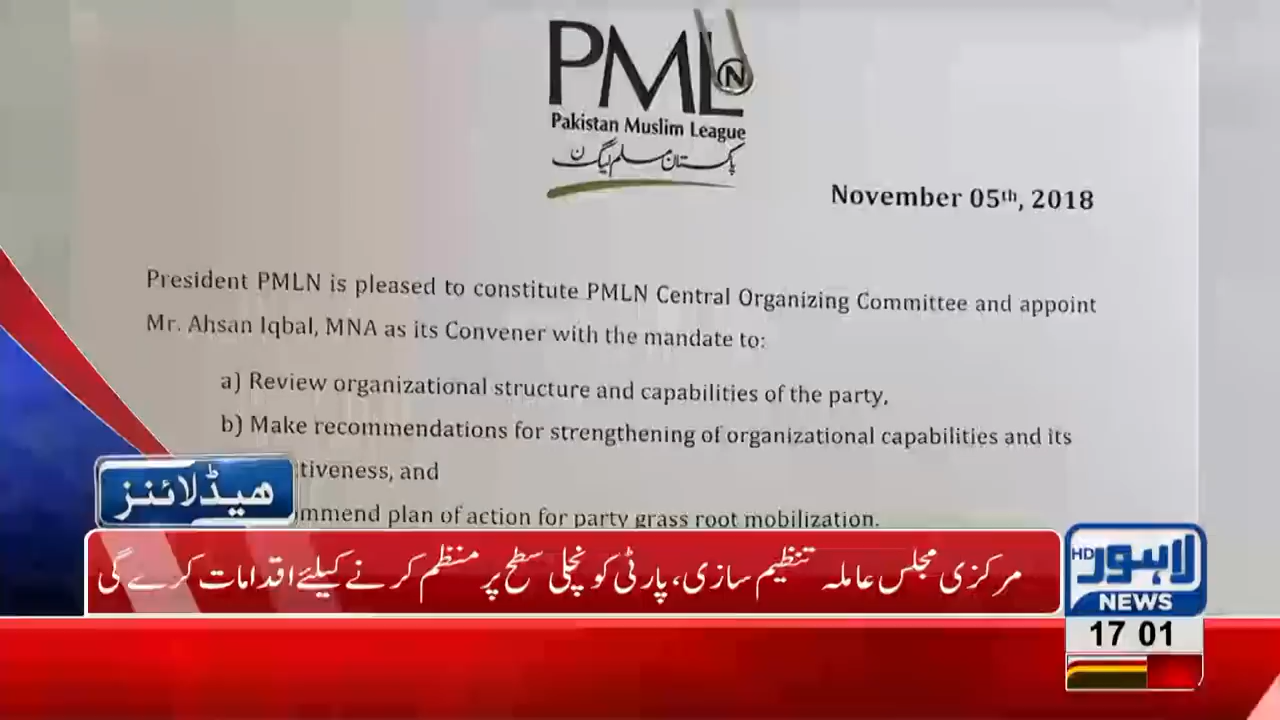 PMLN
Pakistan Muslim League
پاکستان مسلم لیگ ن
November 05th, 2018
President PMLN is pleased to constitute PMLN Central Organizing Committee and appoint
Mr. Ahsan Iqbal, MNA as its Convener with the mandate to:
a) Review organizational structure and capabilities of the party,
b) Make recommendations for strengthening of organizational capabilities and its
tiveness, and
mmend plan of action for party grass root mobilization.
ھیڈلائنز
مرکزی مجلس عاملہ تنظیم سازی، پارٹی کو نچلی سطح پر منظم کرنے کیلئے اقدامات کرے گی
لاہور HD
NEWS
17 01